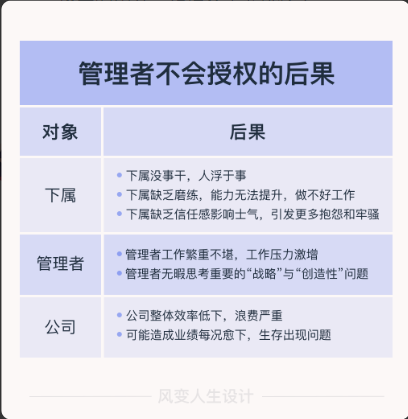 管理者不会授权的后果
对象
后果
下属
• 下属没事干，人浮于事
• 下属缺乏磨练，能力无法提升，做不好工作
• 下属缺乏信任感影响士气，引发更多抱怨和牢骚
管理者
• 管理者工作繁重不堪，工作压力激增
• 管理者无暇思考重要的“战略”与“创造性”问题
公司
• 公司整体效率低下，浪费严重
• 可能造成业绩每况愈下，生存出现问题
风变人生设计